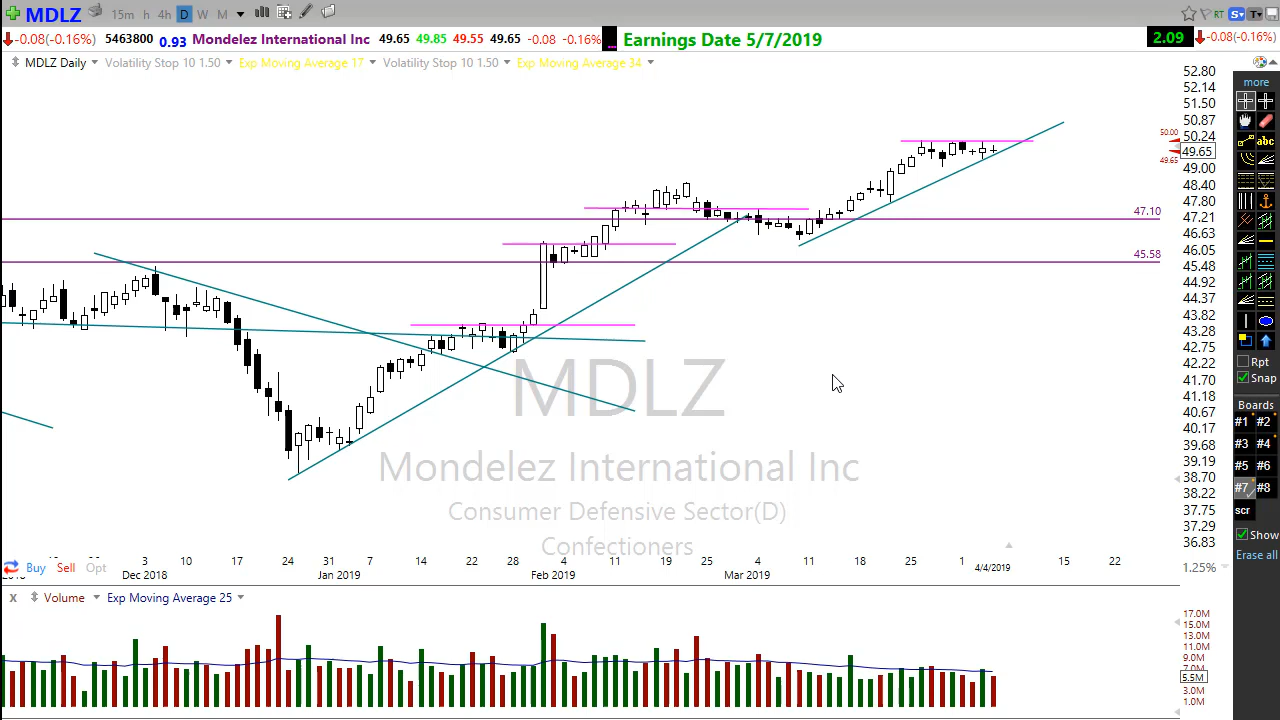 MDLZ 15m h 4h D W M
-0.08(-0.16%) 5463800 0.93 Mondelez International Inc 49.65 49.85 49.55 49.65 -0.08 -0.16% ... Earnings Date 5/7/2019 2.09 -0.08(-0.16%)
RT S T
MDLZ Daily Volatility Stop 10 1.50 Exp Moving Average 17 Volatility Stop 10 1.50 Exp Moving Average 34
more
abc
52.80
52.14
51.50
50.87
50.24
50.00
49.65
49.65
49.00
48.40
47.80
47.21
47.10
46.63
46.05
45.58
45.48
44.92
44.37
43.82
43.28
42.75
42.22
41.70
41.18
40.67
40.17
39.68
39.19
38.70
38.22
37.75
37.29
36.83
MDLZ
Mondelez International Inc
Consumer Defensive Sector(D)
Confectioners
Rpt
Snap
Boards
#1 #2
#3 #4
#5 #6
#7 #8
scr
Show
Erase all
3 10 17 24 7 14 22 28 4 11 19 25 4 11 18 25 1 4/4/2019 15 22
Dec 2018 Jan 2019 Feb 2019 Mar 2019
Buy Sell Opt
1.25%
X Volume Exp Moving Average 25
17.0M
15.0M
13.0M
11.0M
9.0M
7.0M
5.5M
3.0M
1.0M